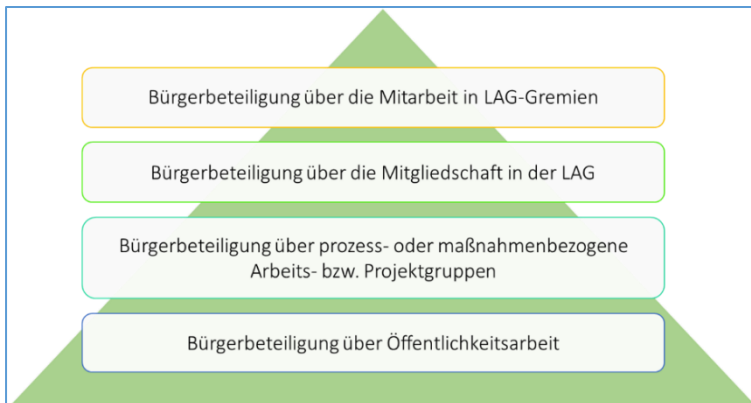 Bürgerbeteiligung über die Mitarbeit in LAG-Gremien
Bürgerbeteiligung über die Mitgliedschaft in der LAG
Bürgerbeteiligung über prozess- oder maßnahmenbezogene
Arbeits- bzw. Projektgruppen
Bürgerbeteiligung über Öffentlichkeitsarbeit